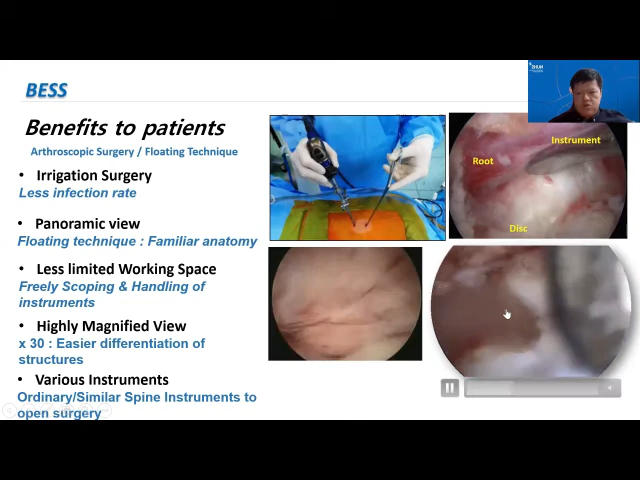 BESS
Benefits to patients
Arthroscopic Surgery / Floating Technique
• Irrigation Surgery
Less infection rate
• Panoramic view
Floating technique : Familiar anatomy
• Less limited Working Space
Freely Scoping & Handling of
instruments
• Highly Magnified View
x 30 : Easier differentiation of
structures
• Various Instruments
Ordinary/Similar Spine Instruments to
open surgery
Instrument
Root
Disc